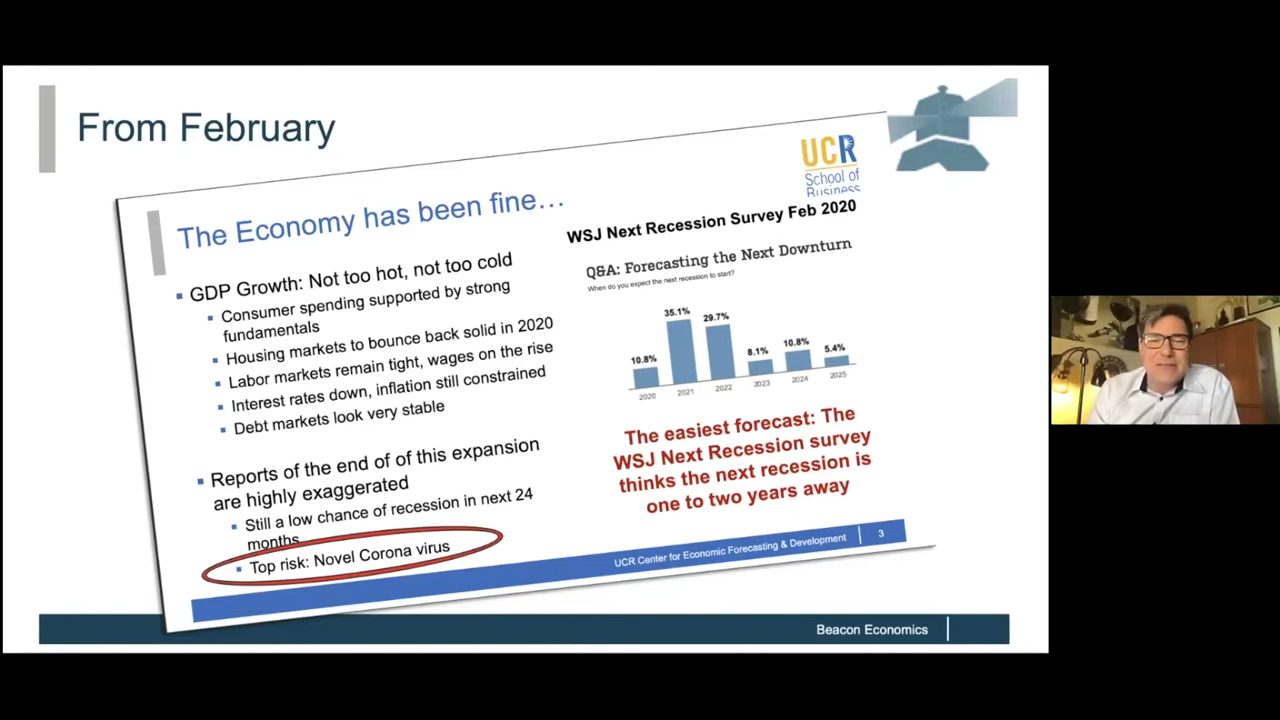 From February
UCR
School of
Business
The Economy has been fine…
GDP Growth: Not too hot, not too cold
Consumer spending supported by strong
fundamentals
Housing markets to bounce back solid in 2020
Labor markets remain tight, wages on the rise
Interest rates down, inflation still constrained
Debt markets look very stable
Reports of the end of of this expansion
are highly exaggerated
Still a low chance of recession in next 24
months
Top risk: Novel Corona virus
WSJ Next Recession Survey Feb 2020
Q&A: Forecasting the Next Downturn
When do you expect the next recession to start?
10.8%
35.1%
29.7%
8.1%
10.8%
5.4%
2020
2021
2022
2023
2024
2025
The easiest forecast: The
WSJ Next Recession survey
thinks the next recession is
one to two years away
UCR Center for Economic Forecasting & Development
3
Beacon Economics